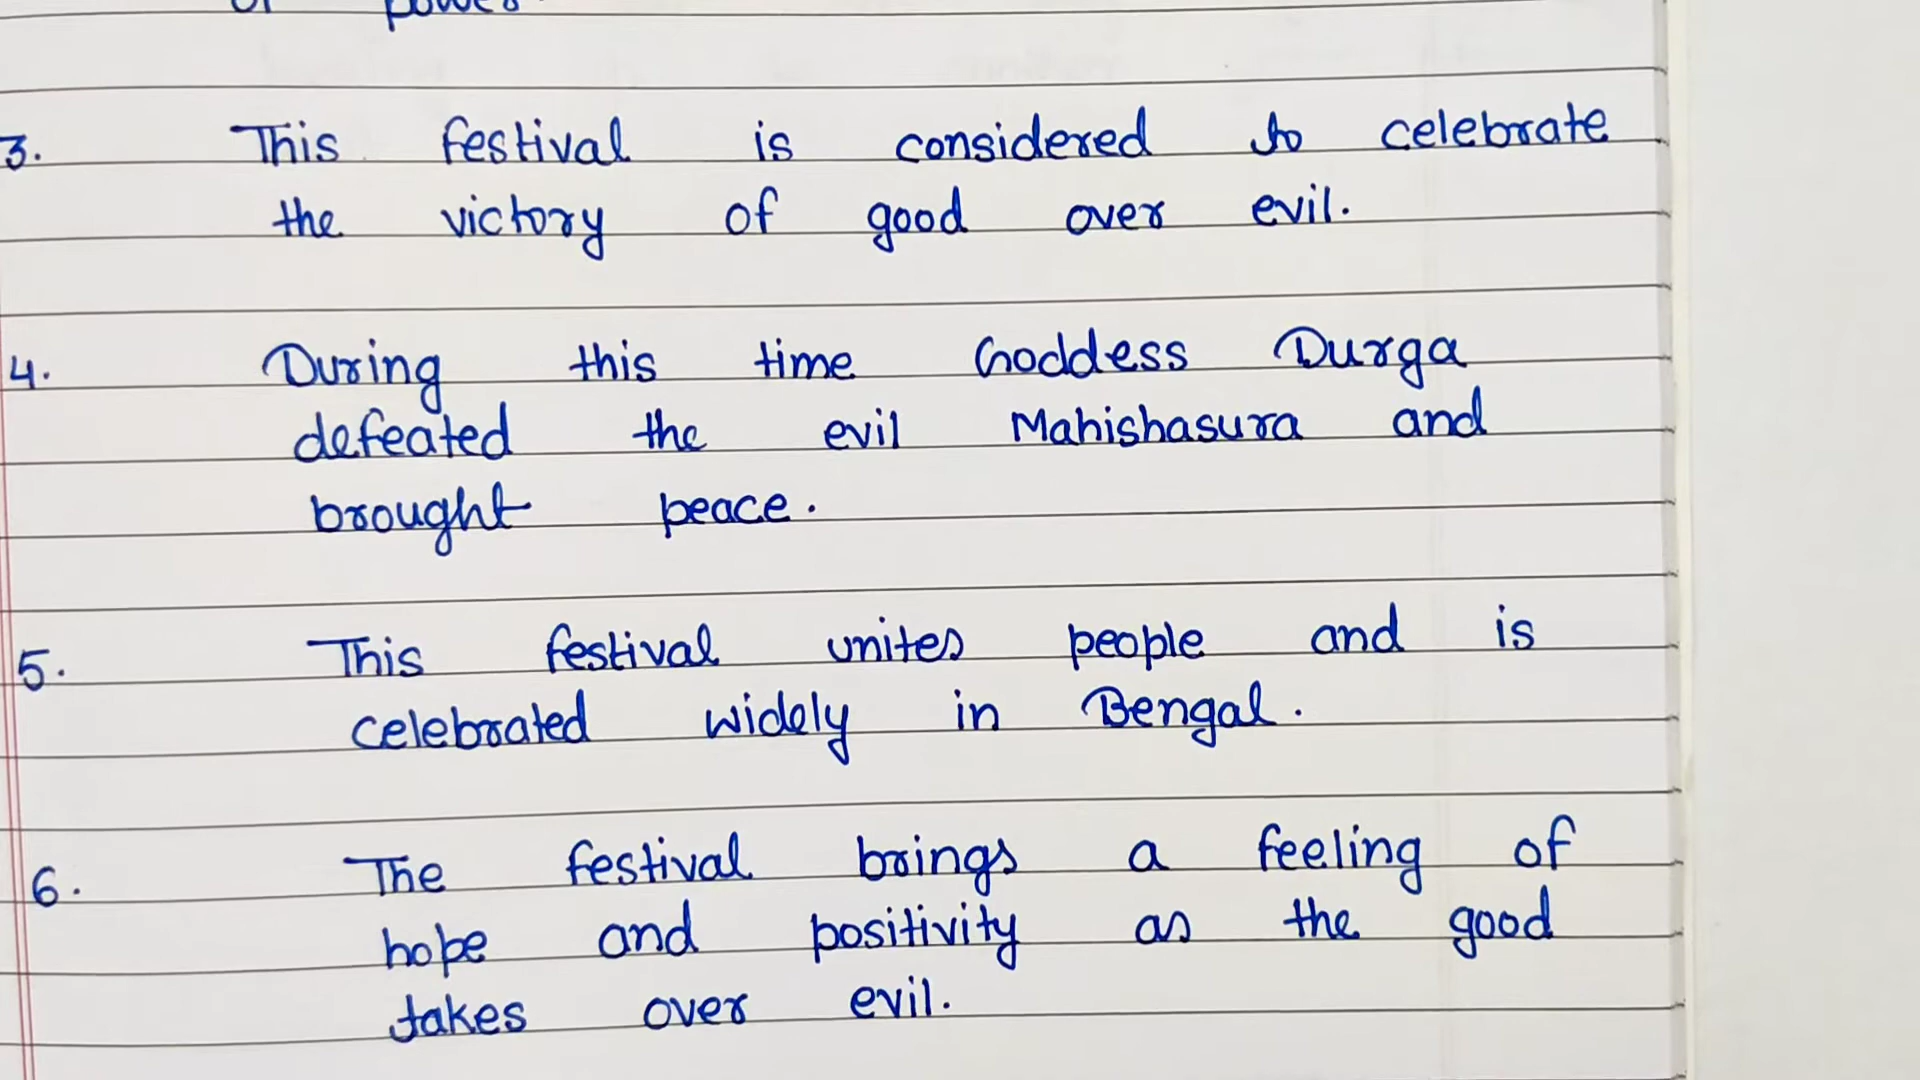 of power
3. This festival is considered to celebrate
the victory of good over evil.
4. During this time Goddess Durga
defeated the evil Mahishasura and
brought peace.
5. This festival unites people and is
celebrated widely in Bengal.
6. The festival brings a feeling of
hope and positivity as the good
takes over evil.